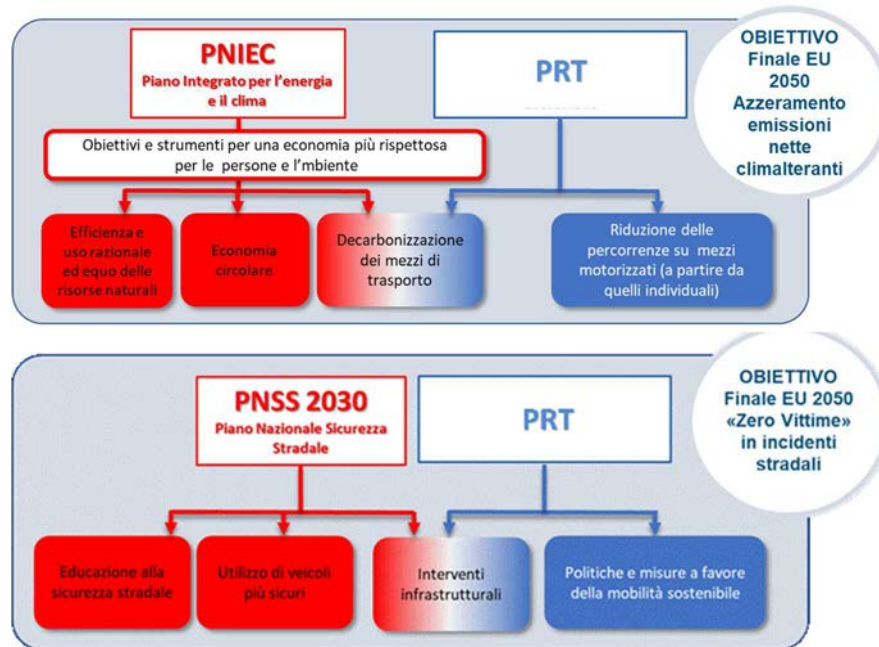 PNIEC
Piano Integrato per l'energia
e il clima
PRT
OBIETTIVO
Finale EU
2050
Azzeramento
emissioni
nette
climalteranti
Obiettivi e strumenti per una economia più rispettosa
per le persone e l'mbiente
Efficienza e
uso razionale
ed equo delle
risorse naturali
Economia
circolare
Decarbonizzazione
dei mezzi di
trasporto
Riduzione delle
percorrenze su mezzi
motorizzati (a partire da
quelli individuali)
PNSS 2030
Piano Nazionale Sicurezza
Stradale
PRT
OBIETTIVO
Finale EU 2050
«Zero Vittime»
in incidenti
stradali
Educazione alla
sicurezza stradale
Utilizzo di veicoli
più sicuri
Interventi
infrastrutturali
Politiche e misure a favore
della mobilità sostenibile